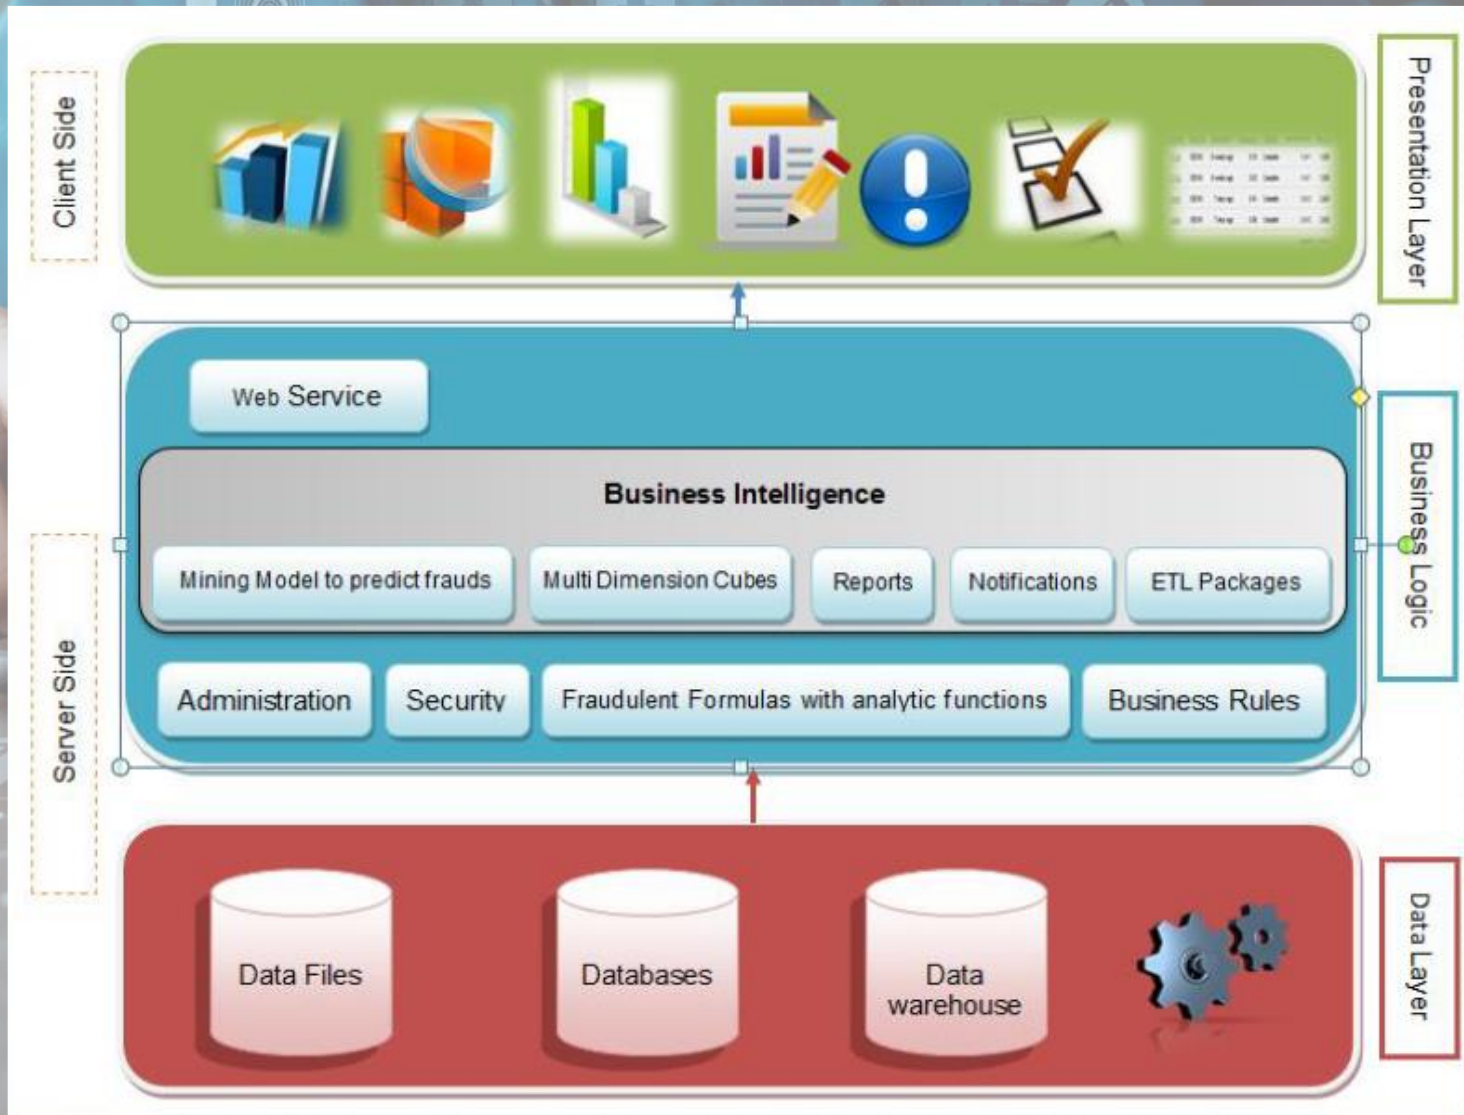 Client Side
Presentation Layer
Web Service
Business Intelligence
Mining Model to predict frauds
Multi Dimension Cubes
Reports
Notifications
ETL Packages
Business Logic
Server Side
Administration
Security
Fraudulent Formulas with analytic functions
Business Rules
Data Files
Databases
Data
warehouse
Data Layer